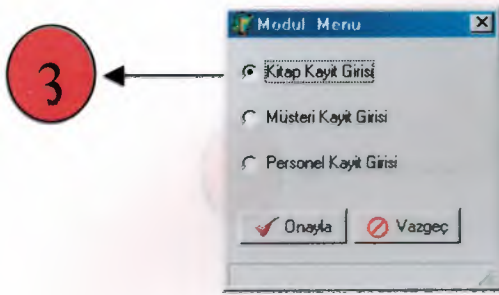 Modul Menu
3
Kitap Kayit Girisi
Müsteri Kayit Girisi
Personel Kayit Girisi
Onayla
Vazgeç